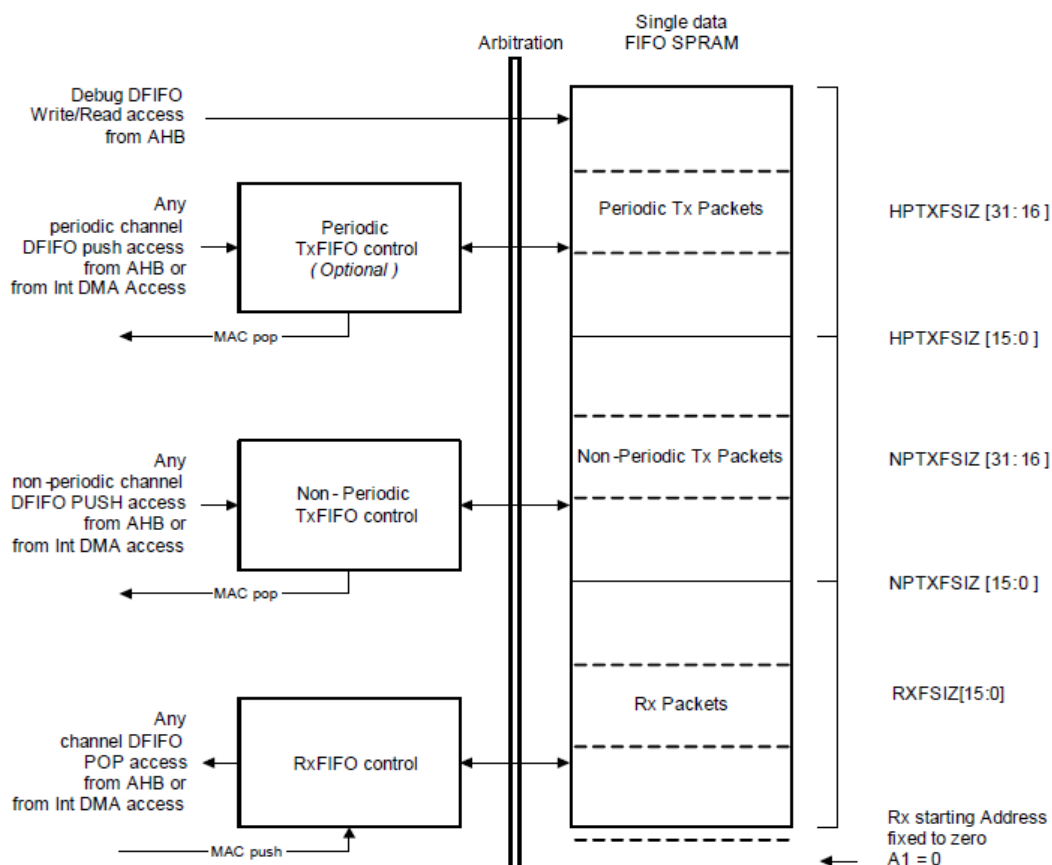 Single data
FIFO SPRAM
Arbitration
Debug DFIFO
Write/Read access
from AHB
Any
periodic channel
DFIFO push access
from AHB or
from Int DMA Access
Periodic
TxFIFO control
( Optional )
MAC pop
Periodic Tx Packets
HPTXFSIZ [31: 16 ]
HPTXFSIZ [15:0 ]
Any
non-periodic channel
DFIFO PUSH access
from AHB or
from Int DMA access
Non - Periodic
TxFIFO control
MAC pop
Non -Periodic Tx Packets
NPTXFSIZ [31: 16 ]
NPTXFSIZ [15:0 ]
Any
channel DFIFO
POP access
from AHB or
from Int DMA access
RxFIFO control
MAC push
Rx Packets
RXFSIZ[15:0]
Rx starting Address
fixed to zero
A1 = 0